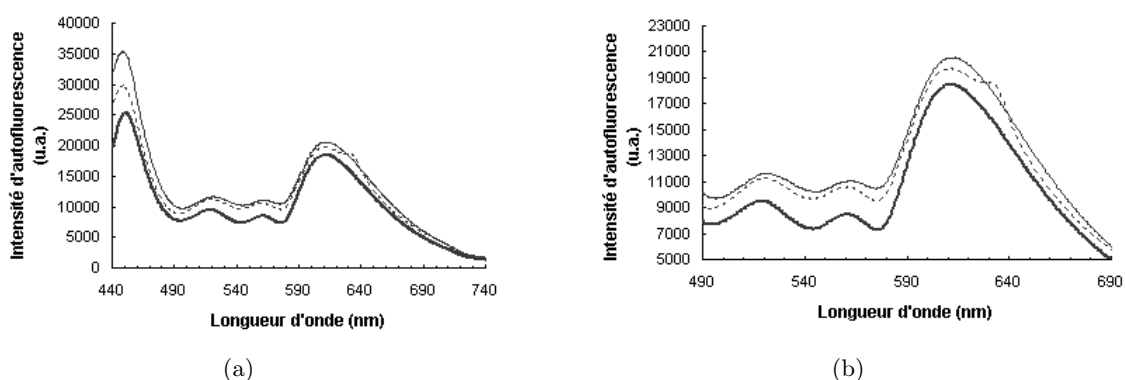 Intensité d'autofluorescence
(u.a.)
40000
35000
30000
25000
20000
15000
10000
5000
0
440 490 540 590 640 690 740
Longueur d'onde (nm)
(a)
Intensité d'autofluorescence
(u.a.)
23000
21000
19000
17000
15000
13000
11000
9000
7000
5000
490 540 590 640 690
Longueur d'onde (nm)
(b)